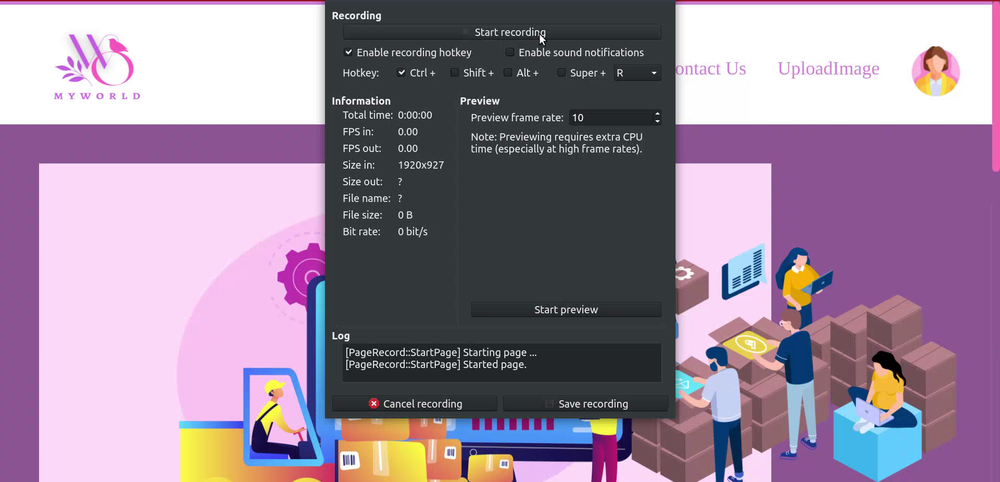 Recording
Start recording
Enable recording hotkey Enable sound notifications
Hotkey: Ctrl + Shift + Alt + Super + R
ontact Us UploadImage
MYWORLD
Information
Total time: 0:00:00
FPS in: 0.00
FPS out: 0.00
Size in: 1920x927
Size out: ?
File name: ?
File size: 0 B
Bit rate: 0 bit/s
Preview
Preview frame rate: 10
Note: Previewing requires extra CPU
time (especially at high frame rates).
Start preview
Log
[PageRecord::StartPage] Starting page ...
[PageRecord::StartPage] Started page.
Cancel recording Save recording